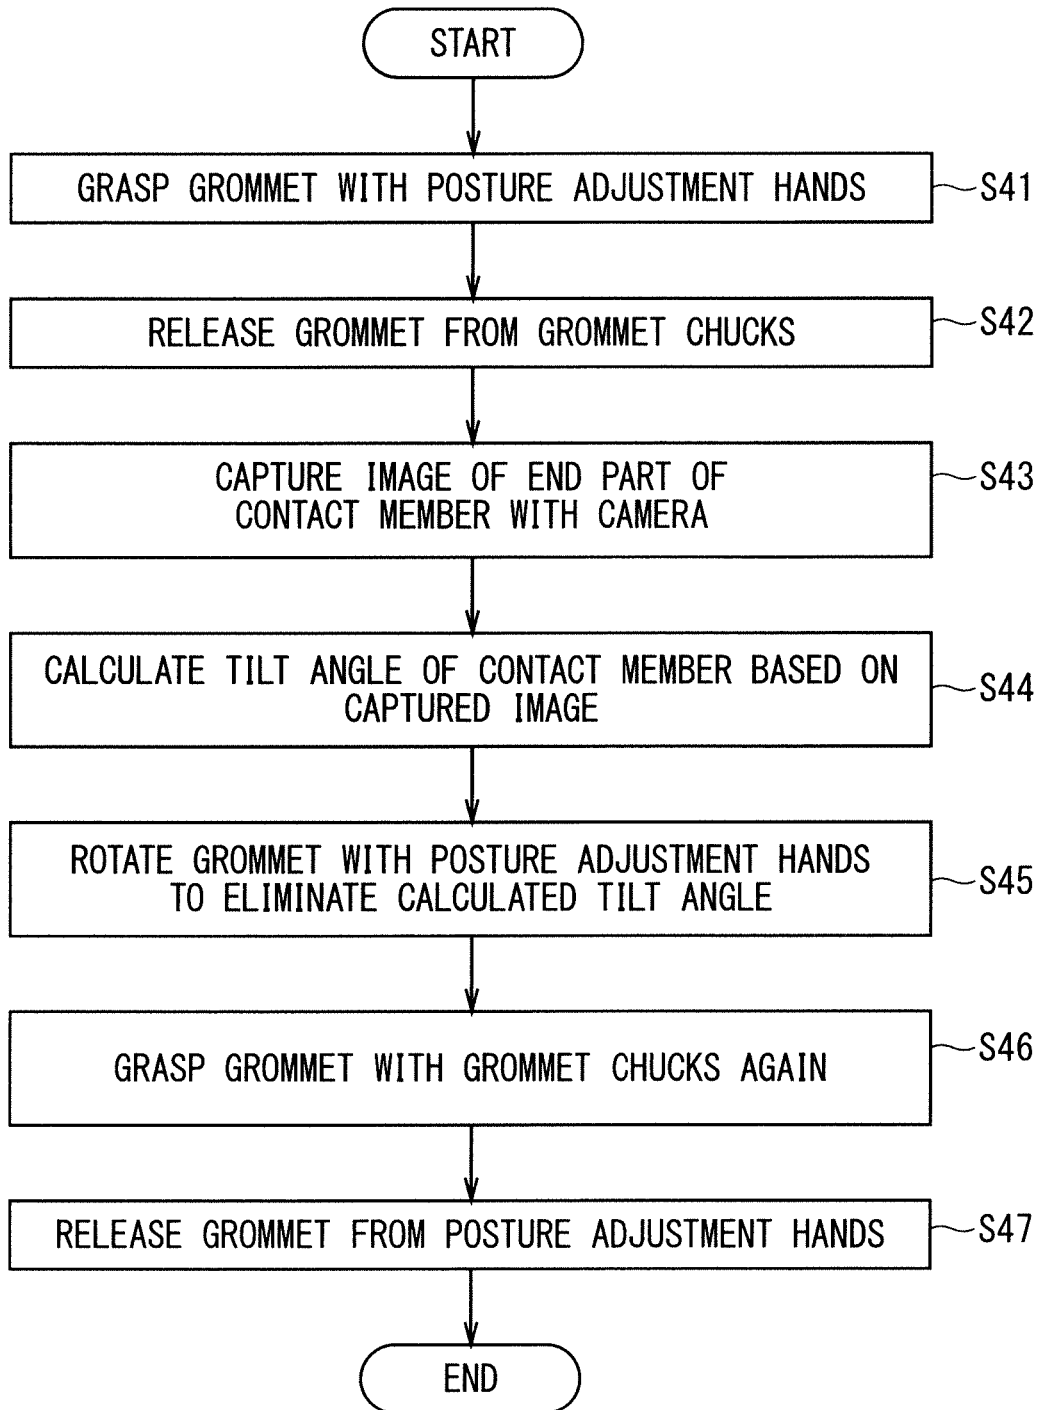 START
GRASP GROMMET WITH POSTURE ADJUSTMENT HANDS
S41
RELEASE GROMMET FROM GROMMET CHUCKS
S42
CAPTURE IMAGE OF END PART OF
CONTACT MEMBER WITH CAMERA
S43
CALCULATE TILT ANGLE OF CONTACT MEMBER BASED ON
CAPTURED IMAGE
S44
ROTATE GROMMET WITH POSTURE ADJUSTMENT HANDS
TO ELIMINATE CALCULATED TILT ANGLE
S45
GRASP GROMMET WITH GROMMET CHUCKS AGAIN
S46
RELEASE GROMMET FROM POSTURE ADJUSTMENT HANDS
S47
END